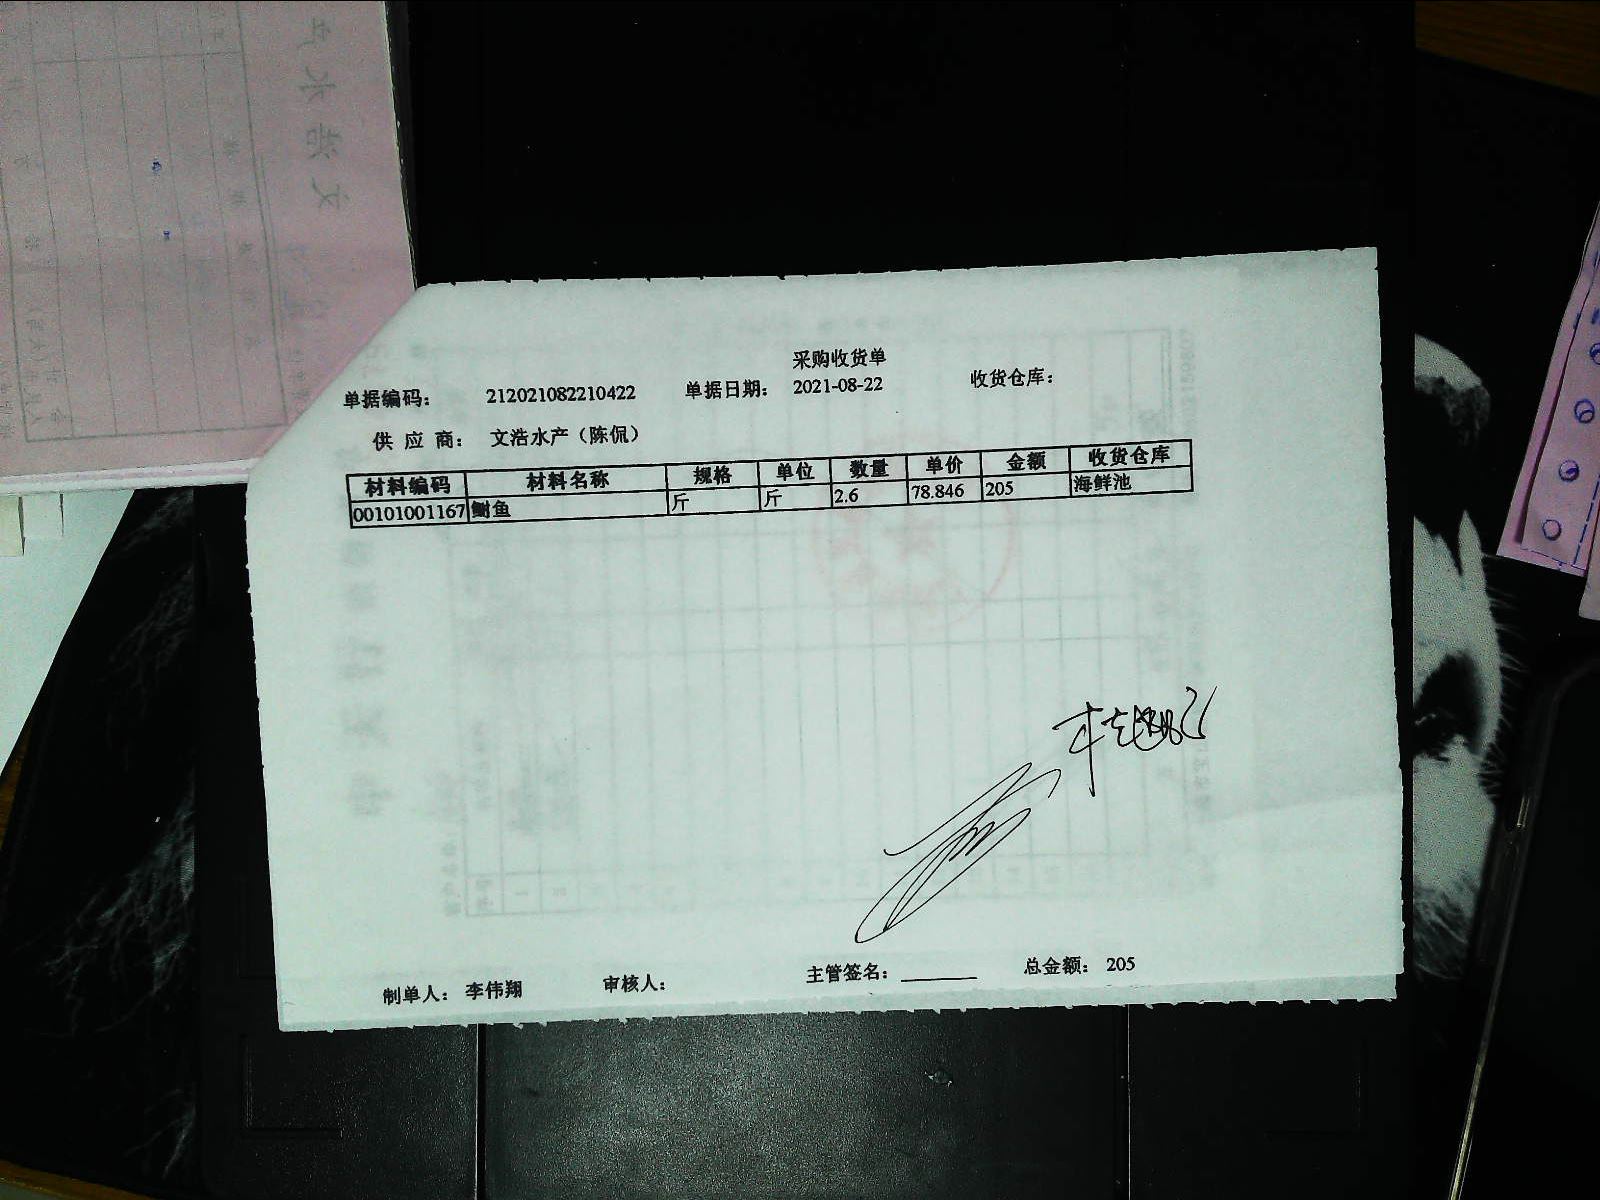 采购收货单
单据编码： 212021082210422 单据日期： 2021-08-22 收货仓库：
供 应 商： 文浩水产（陈侃）
材料编码 材料名称 规格 单位 数量 单价 金额 收货仓库
00101001167 鲥鱼 斤 斤 2.6 78.846 205 海鲜池
制单人： 李伟翔 审核人： 主管签名： 总金额： 205